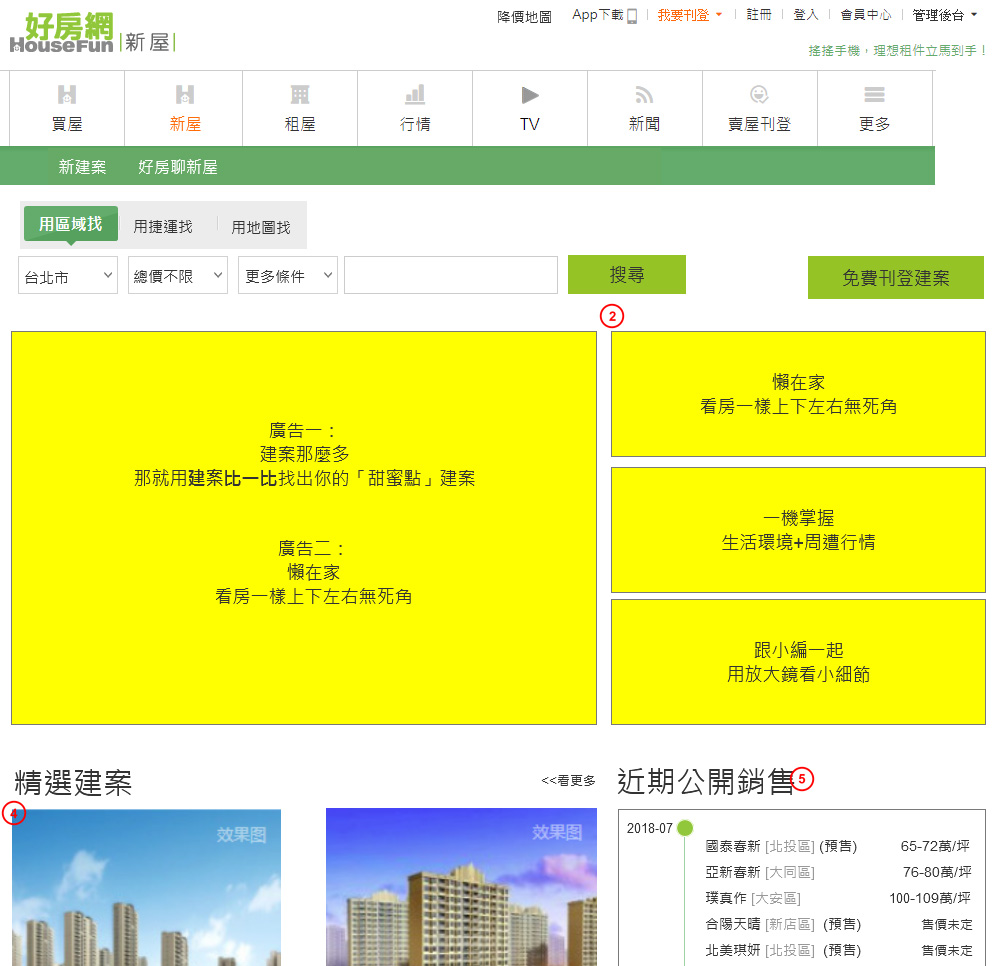 好房網
HouseFun
新屋
降價地圖 App下載 我要刊登 註冊 登入 會員中心 管理後台
搖搖手機，理想租件立馬到手！
買屋 新屋 租屋 行情 TV 新聞 賣屋刊登 更多
新建案 好房聊新屋
用區域找 用捷運找 用地圖找
台北市 總價不限 更多條件 搜尋 免費刊登建案
2
廣告一：
建案那麼多
那就用建案比一比找出你的「甜蜜點」建案
廣告二：
懶在家
看房一樣上下左右無死角
懶在家
看房一樣上下左右無死角
一機掌握
生活環境+周遭行情
跟小編一起
用放大鏡看小細節
精選建案 <<看更多
4
效果图
效果图
近期公開銷售 5
2018-07
國泰春新 [北投區] (預售) 65-72萬/坪
亞新春新 [大同區] 76-80萬/坪
璞真作 [大安區] 100-109萬/坪
合陽天晴 [新店區] (預售) 售價未定
北美琪妍 [北投區] (預售) 售價未定